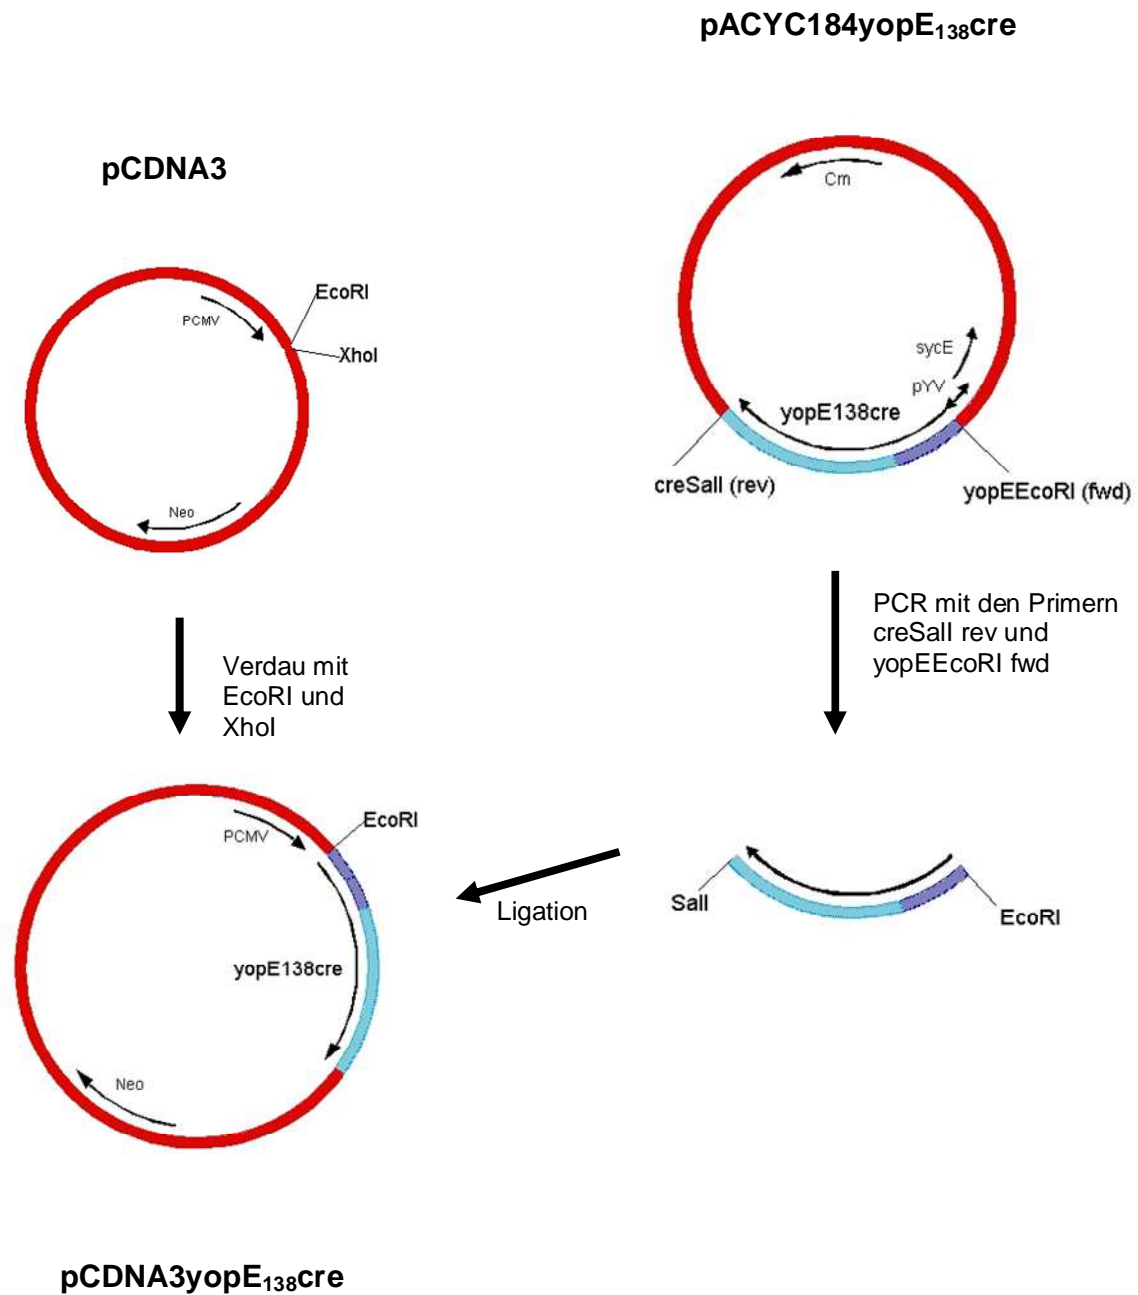 pACYC184yopE₁₃₈cre
pCDNA3
Cm
EcoRI
PCMV
XhoI
sycE
pYV
yopE138cre
creSalI (rev)
yopEEcoRI (fwd)
Neo
PCR mit den Primern
creSalI rev und
yopEEcoRI fwd
Verdau mit
EcoRI und
XhoI
EcoRI
PCMV
SalI
EcoRI
Ligation
yopE138cre
Neo
pCDNA3yopE₁₃₈cre